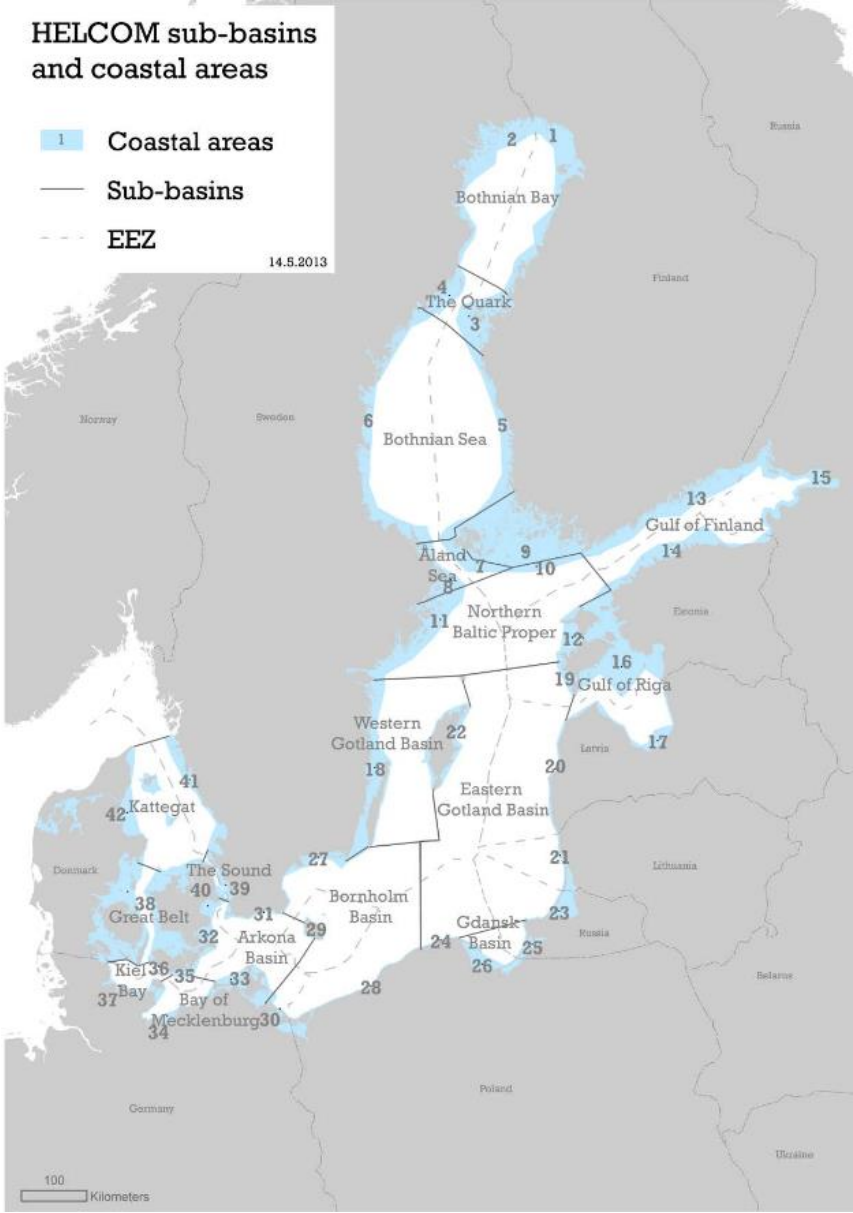 HELCOM sub-basins
and coastal areas
1 Coastal areas
Sub-basins
EEZ
14.5.2013
Russia
2 1
Bothnian Bay
Finland
4
The Quark
3
Norway
Sweden
6
5
Bothnian Sea
15
13
Gulf of Finland
14
9
Åland
Sea
7
10
8
Northern
Baltic Proper
11
12
Estonia
16
19
Gulf of Riga
Western
Gotland Basin
22
17
Latvia
18
20
41
Eastern
Gotland Basin
42
Kattegat
27
21
Lithuania
Denmark
The Sound
40 39
38
Great Belt
Bornholm
Basin
31
29
23
Gdansk
Basin
Russia
32
Arkona
Basin
24
25
26
36
Kiel
Bay
35
33
37
Bay of
Mecklenburg
30
28
34
Belarus
Poland
Germany
Ukraine
100
Kilometers